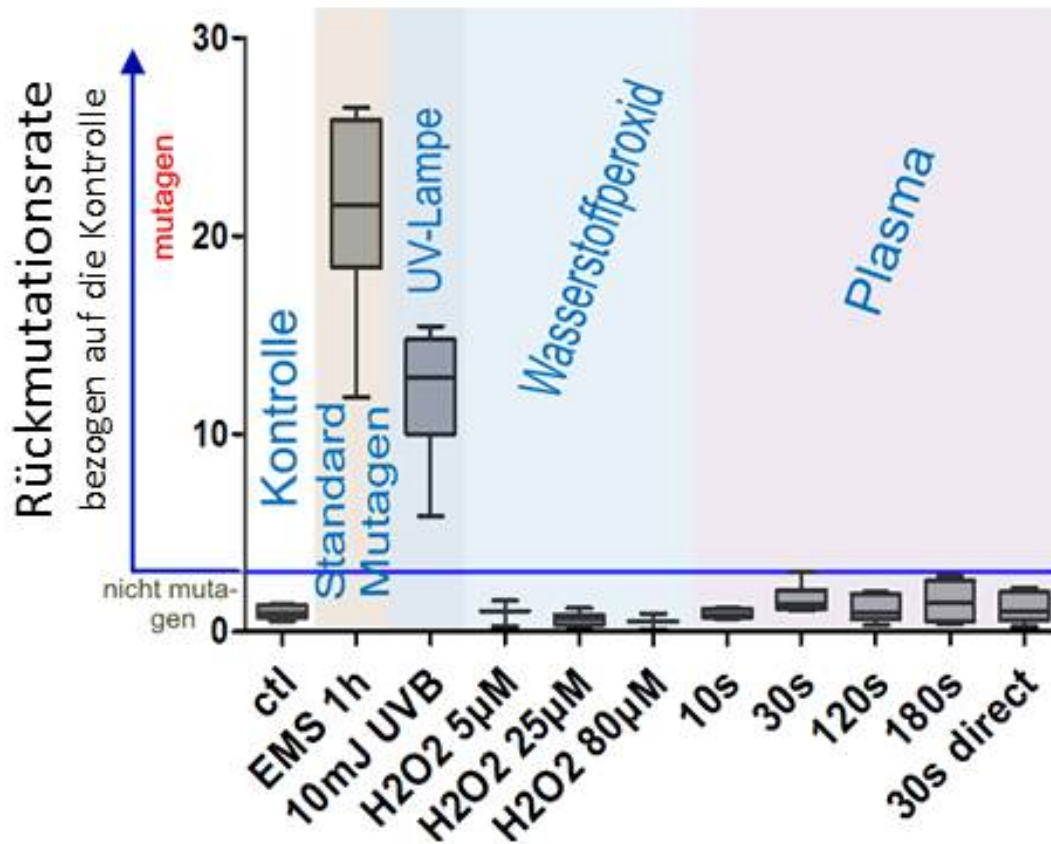 Rückmutationsrate
bezogen auf die Kontrolle
mutagen
nicht muta-
gen
30
20
10
0
Kontrolle
Standard
Mutagen
UV-Lampe
Wasserstoffperoxid
Plasma
ctl
EMS 1h
10mJ UVB
H2O2 5µM
H2O2 25µM
H2O2 80µM
10s
30s
120s
180s
30s direct